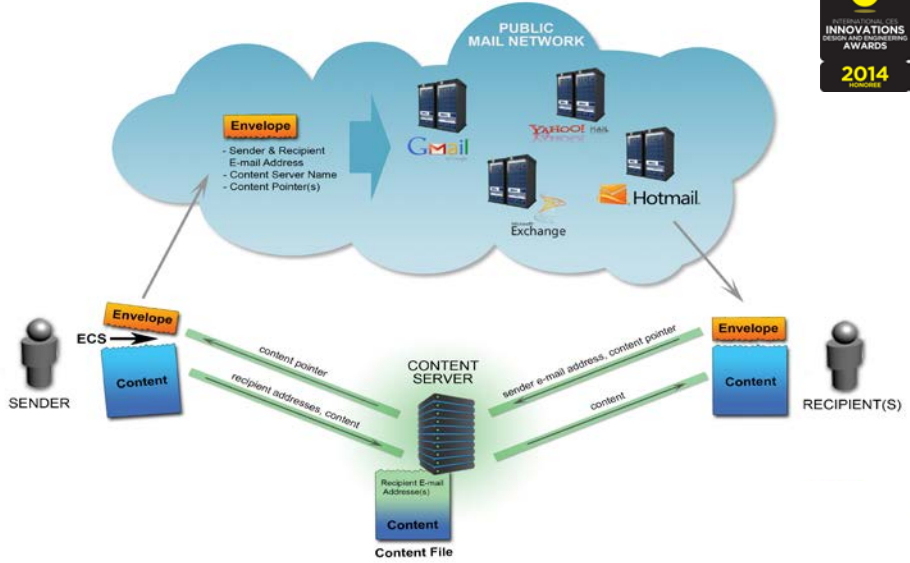 PUBLIC
MAIL NETWORK
INTERNATIONAL CES
INNOVATIONS
DESIGN AND ENGINEERING
AWARDS
2014
HONOREE
Envelope
- Sender & Recipient
E-mail Address
- Content Server Name
- Content Pointer(s)
GMail
YAHOO! MAIL
Hotmail
Microsoft
Exchange
Envelope
ECS
Content
SENDER
content pointer
recipient addresses, content
CONTENT
SERVER
sender e-mail address, content pointer
content
Envelope
Content
RECIPIENT(S)
Recipient E-mail
Addresse(s)
Content
Content File